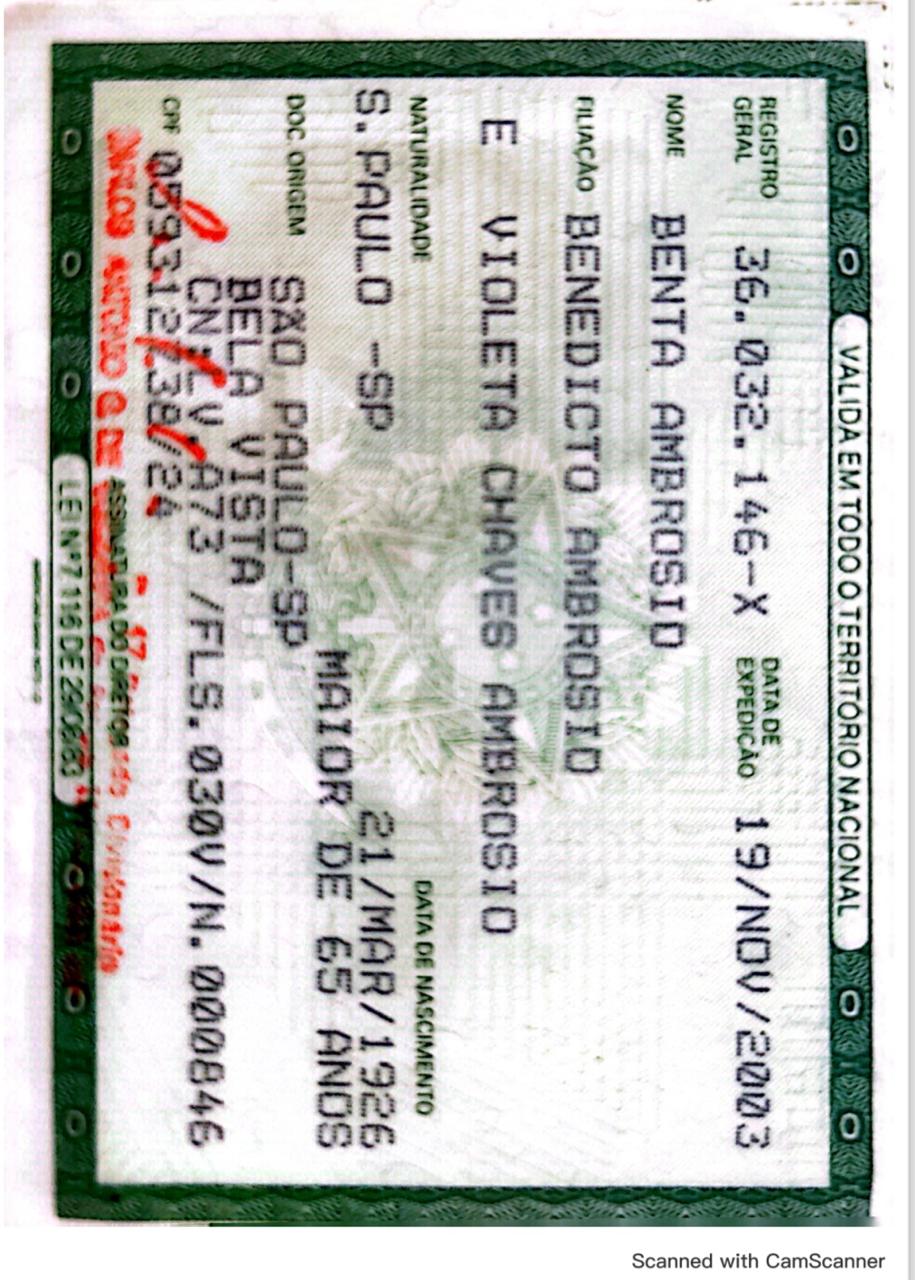 VALIDA EM TODO O TERRITÓRIO NACIONAL
REGISTRO GERAL 36.032.146-X DATA DE EXPEDIÇÃO 19/NOV/2003
NOME BENTA AMBROSIO
FILIAÇÃO BENEDICTO AMBROSIO
E VIOLETA CHAVES AMBROSIO
NATURALIDADE DATA DE NASCIMENTO
S.PAULO -SP 21/MAR/1926
MAIOR DE 65 ANOS
DOC. ORIGEM SÃO PAULO-SP
BELA VISTA
CN:LV.A73 /FLS.030V/N.000846
CPF 059312238/24
ASSINATURA DO DIRETOR
LEI Nº 7.116 DE 29/08/83
Scanned with CamScanner